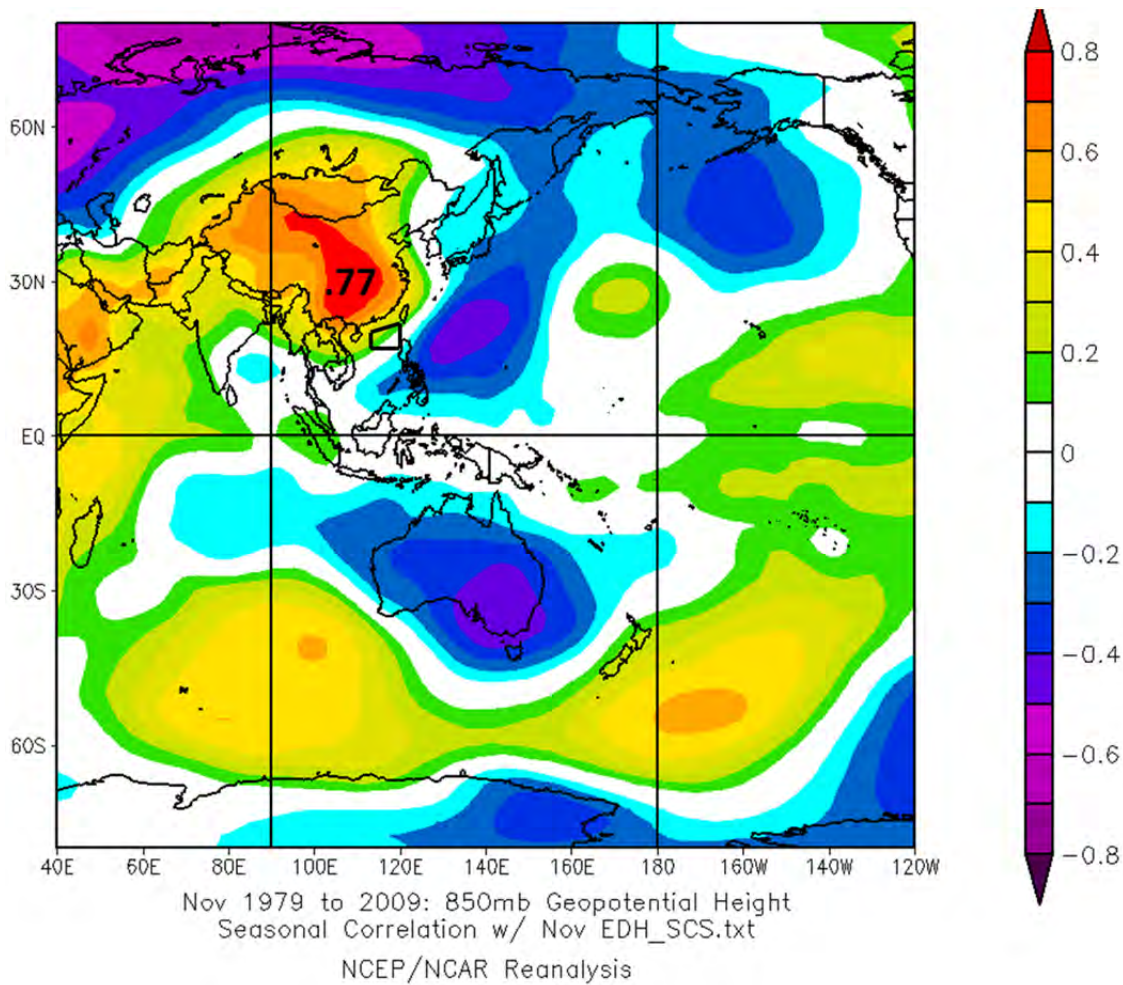 0.8
60N
0.6
0.4
30N
.77
0.2
EQ
0
-0.2
30S
-0.4
60S
-0.6
-0.8
40E 60E 80E 100E 120E 140E 160E 180 160W 140W 120W
Nov 1979 to 2009: 850mb Geopotential Height
Seasonal Correlation w/ Nov EDH_SCS.txt
NCEP/NCAR Reanalysis